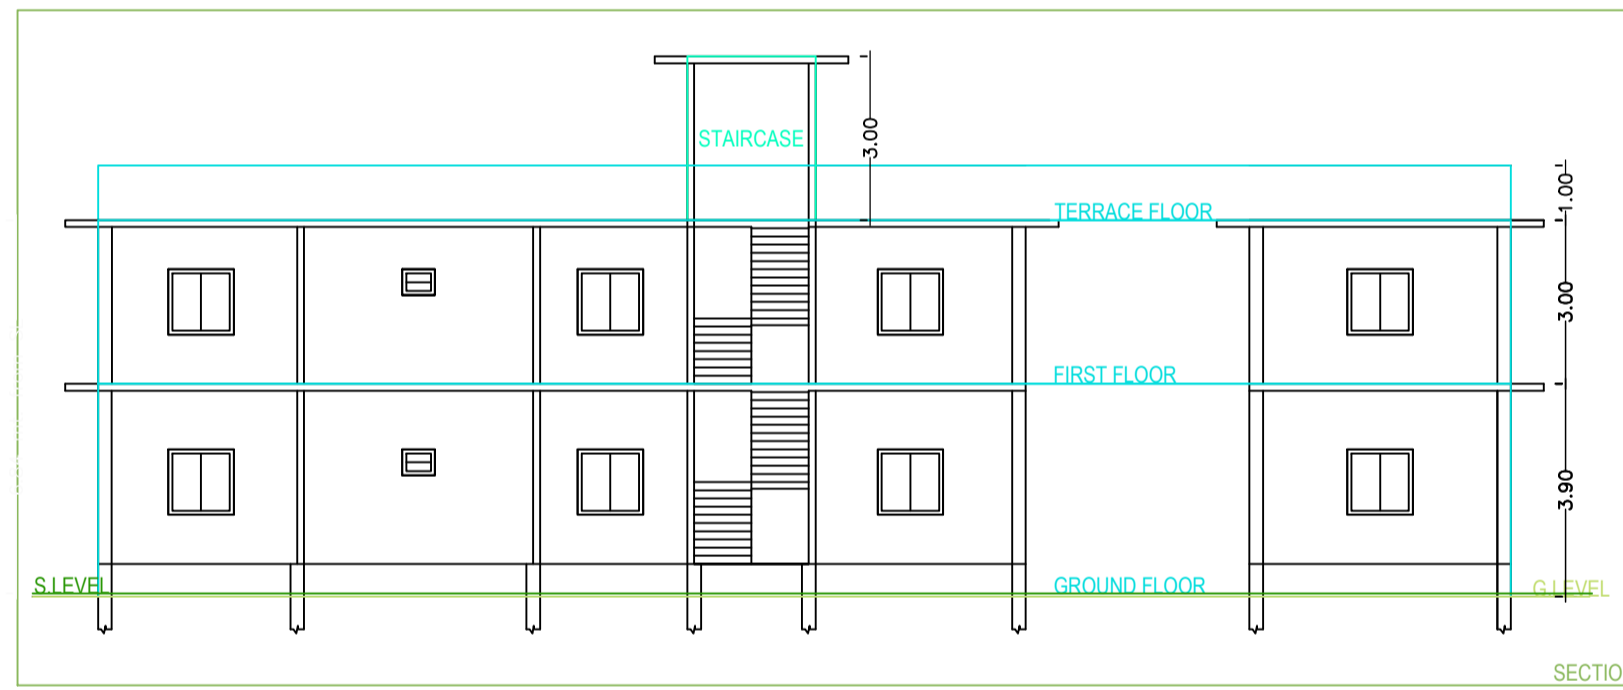 STAIRCASE
3.00
1.00
TERRACE FLOOR
3.00
FIRST FLOOR
3.90
S.LEVEL
GROUND FLOOR
G.LEVEL
SECTIO